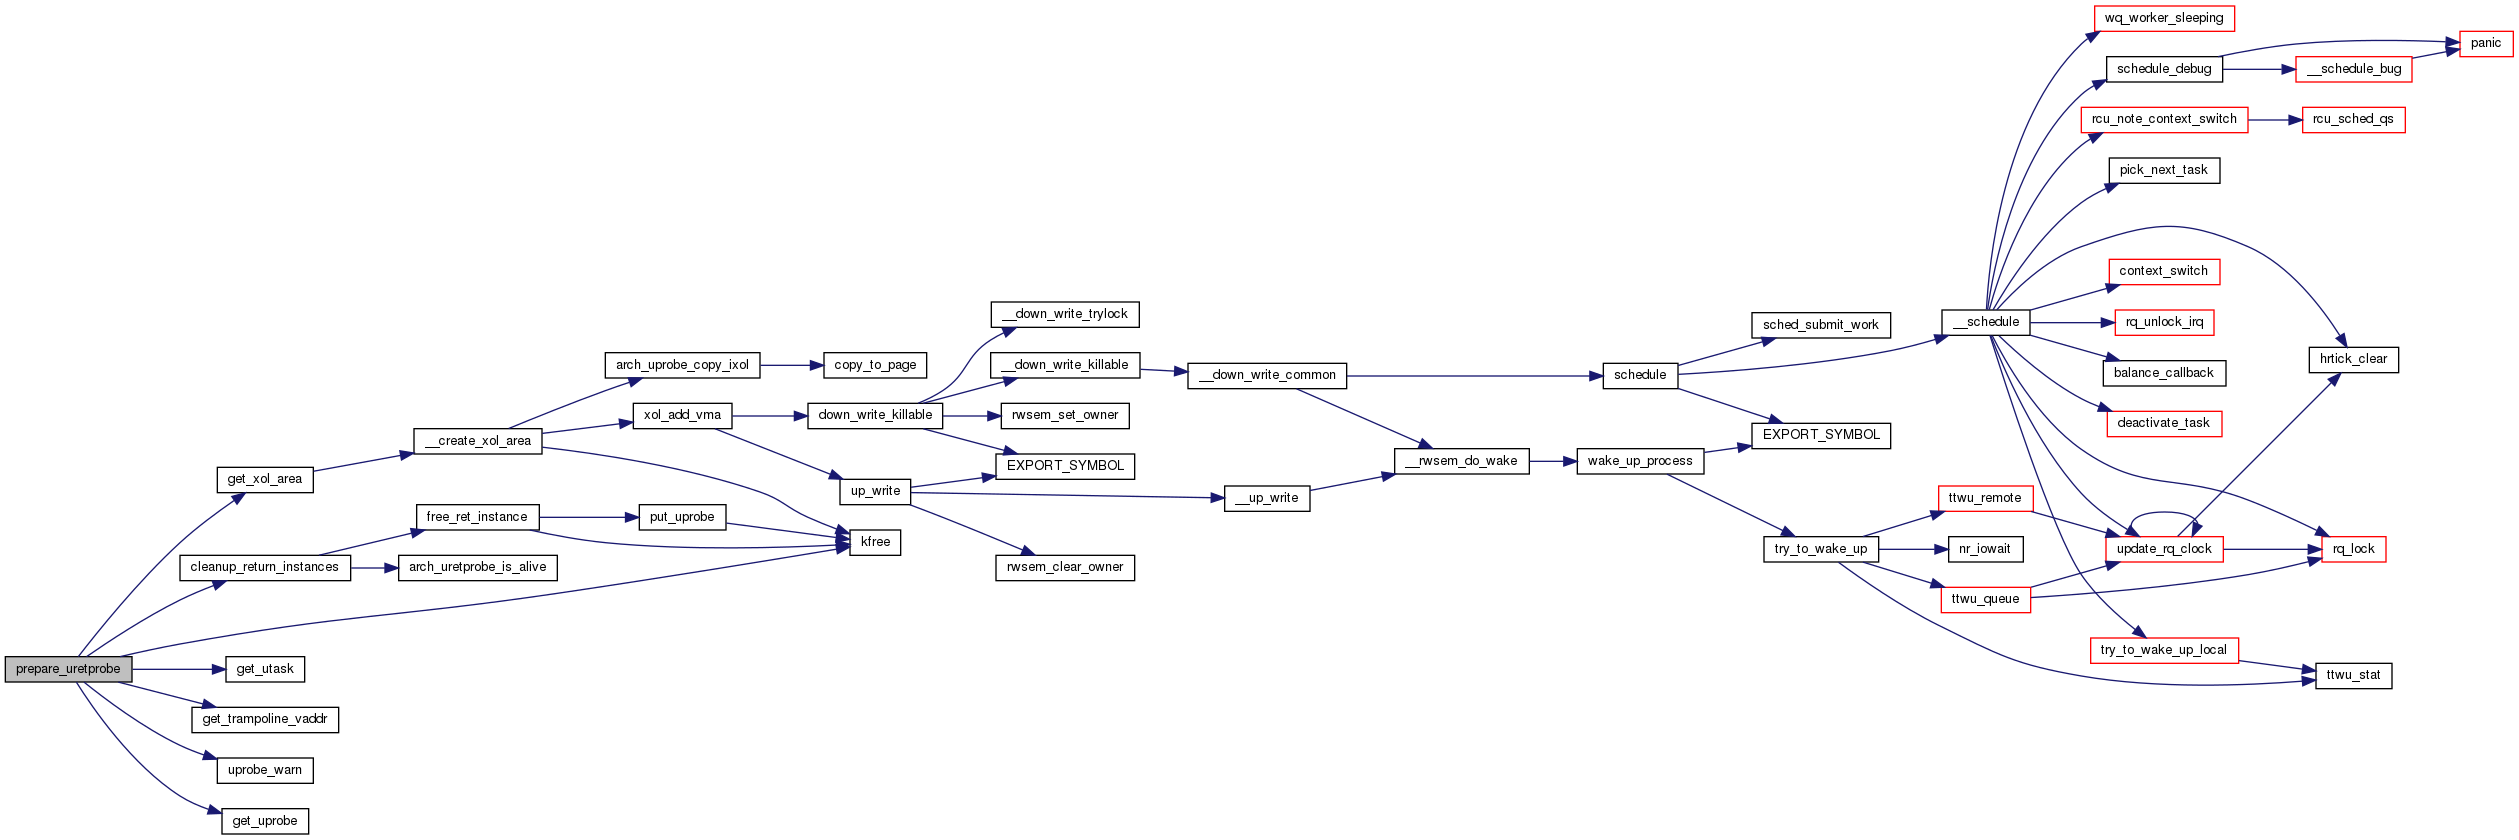 wq_worker_sleeping
panic
schedule_debug
__schedule_bug
rcu_note_context_switch
rcu_sched_qs
pick_next_task
context_switch
__down_write_trylock
sched_submit_work
__schedule
rq_unlock_irq
hrtick_clear
arch_uprobe_copy_ixol
copy_to_page
__down_write_killable
__down_write_common
schedule
balance_callback
xol_add_vma
down_write_killable
rwsem_set_owner
deactivate_task
__create_xol_area
EXPORT_SYMBOL
get_xol_area
EXPORT_SYMBOL
__rwsem_do_wake
wake_up_process
up_write
__up_write
ttwu_remote
free_ret_instance
put_uprobe
kfree
try_to_wake_up
nr_iowait
update_rq_clock
rq_lock
cleanup_return_instances
arch_uretprobe_is_alive
rwsem_clear_owner
ttwu_queue
try_to_wake_up_local
prepare_uretprobe
get_utask
ttwu_stat
get_trampoline_vaddr
uprobe_warn
get_uprobe